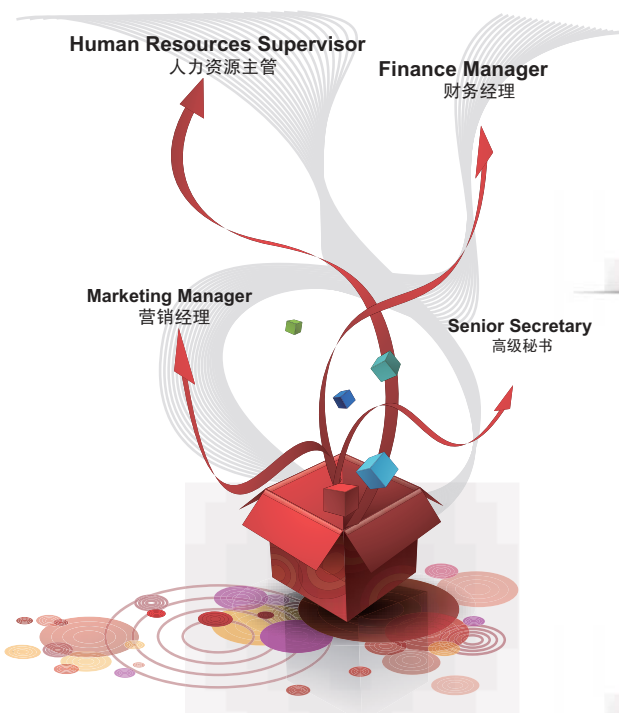 Human Resources Supervisor
人力资源主管
Finance Manager
财务经理
Marketing Manager
营销经理
Senior Secretary
高级秘书